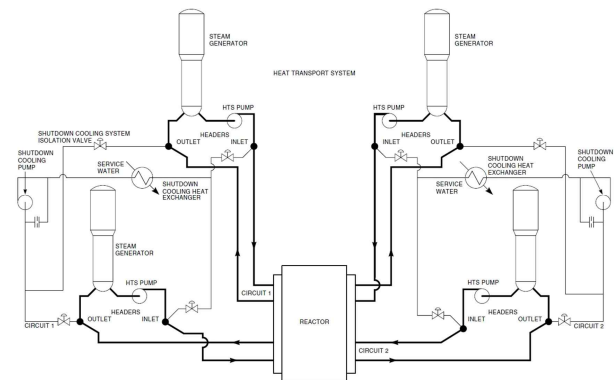 STEAM
GENERATOR
STEAM
GENERATOR
HEAT TRANSPORT SYSTEM
HTS PUMP
HTS PUMP
SHUTDOWN COOLING SYSTEM
ISOLATION VALVE
HEADERS
OUTLET
INLET
HEADERS
INLET
OUTLET
SHUTDOWN
COOLING
PUMP
SERVICE
WATER
SHUTDOWN
COOLING HEAT
EXCHANGER
SHUTDOWN
COOLING HEAT
EXCHANGER
SERVICE
WATER
SHUTDOWN
COOLING
PUMP
STEAM
GENERATOR
HTS PUMP
HTS PUMP
CIRCUIT 1
REACTOR
HEADERS
OUTLET
INLET
CIRCUIT 1
HEADERS
INLET
OUTLET
CIRCUIT 2
CIRCUIT 2